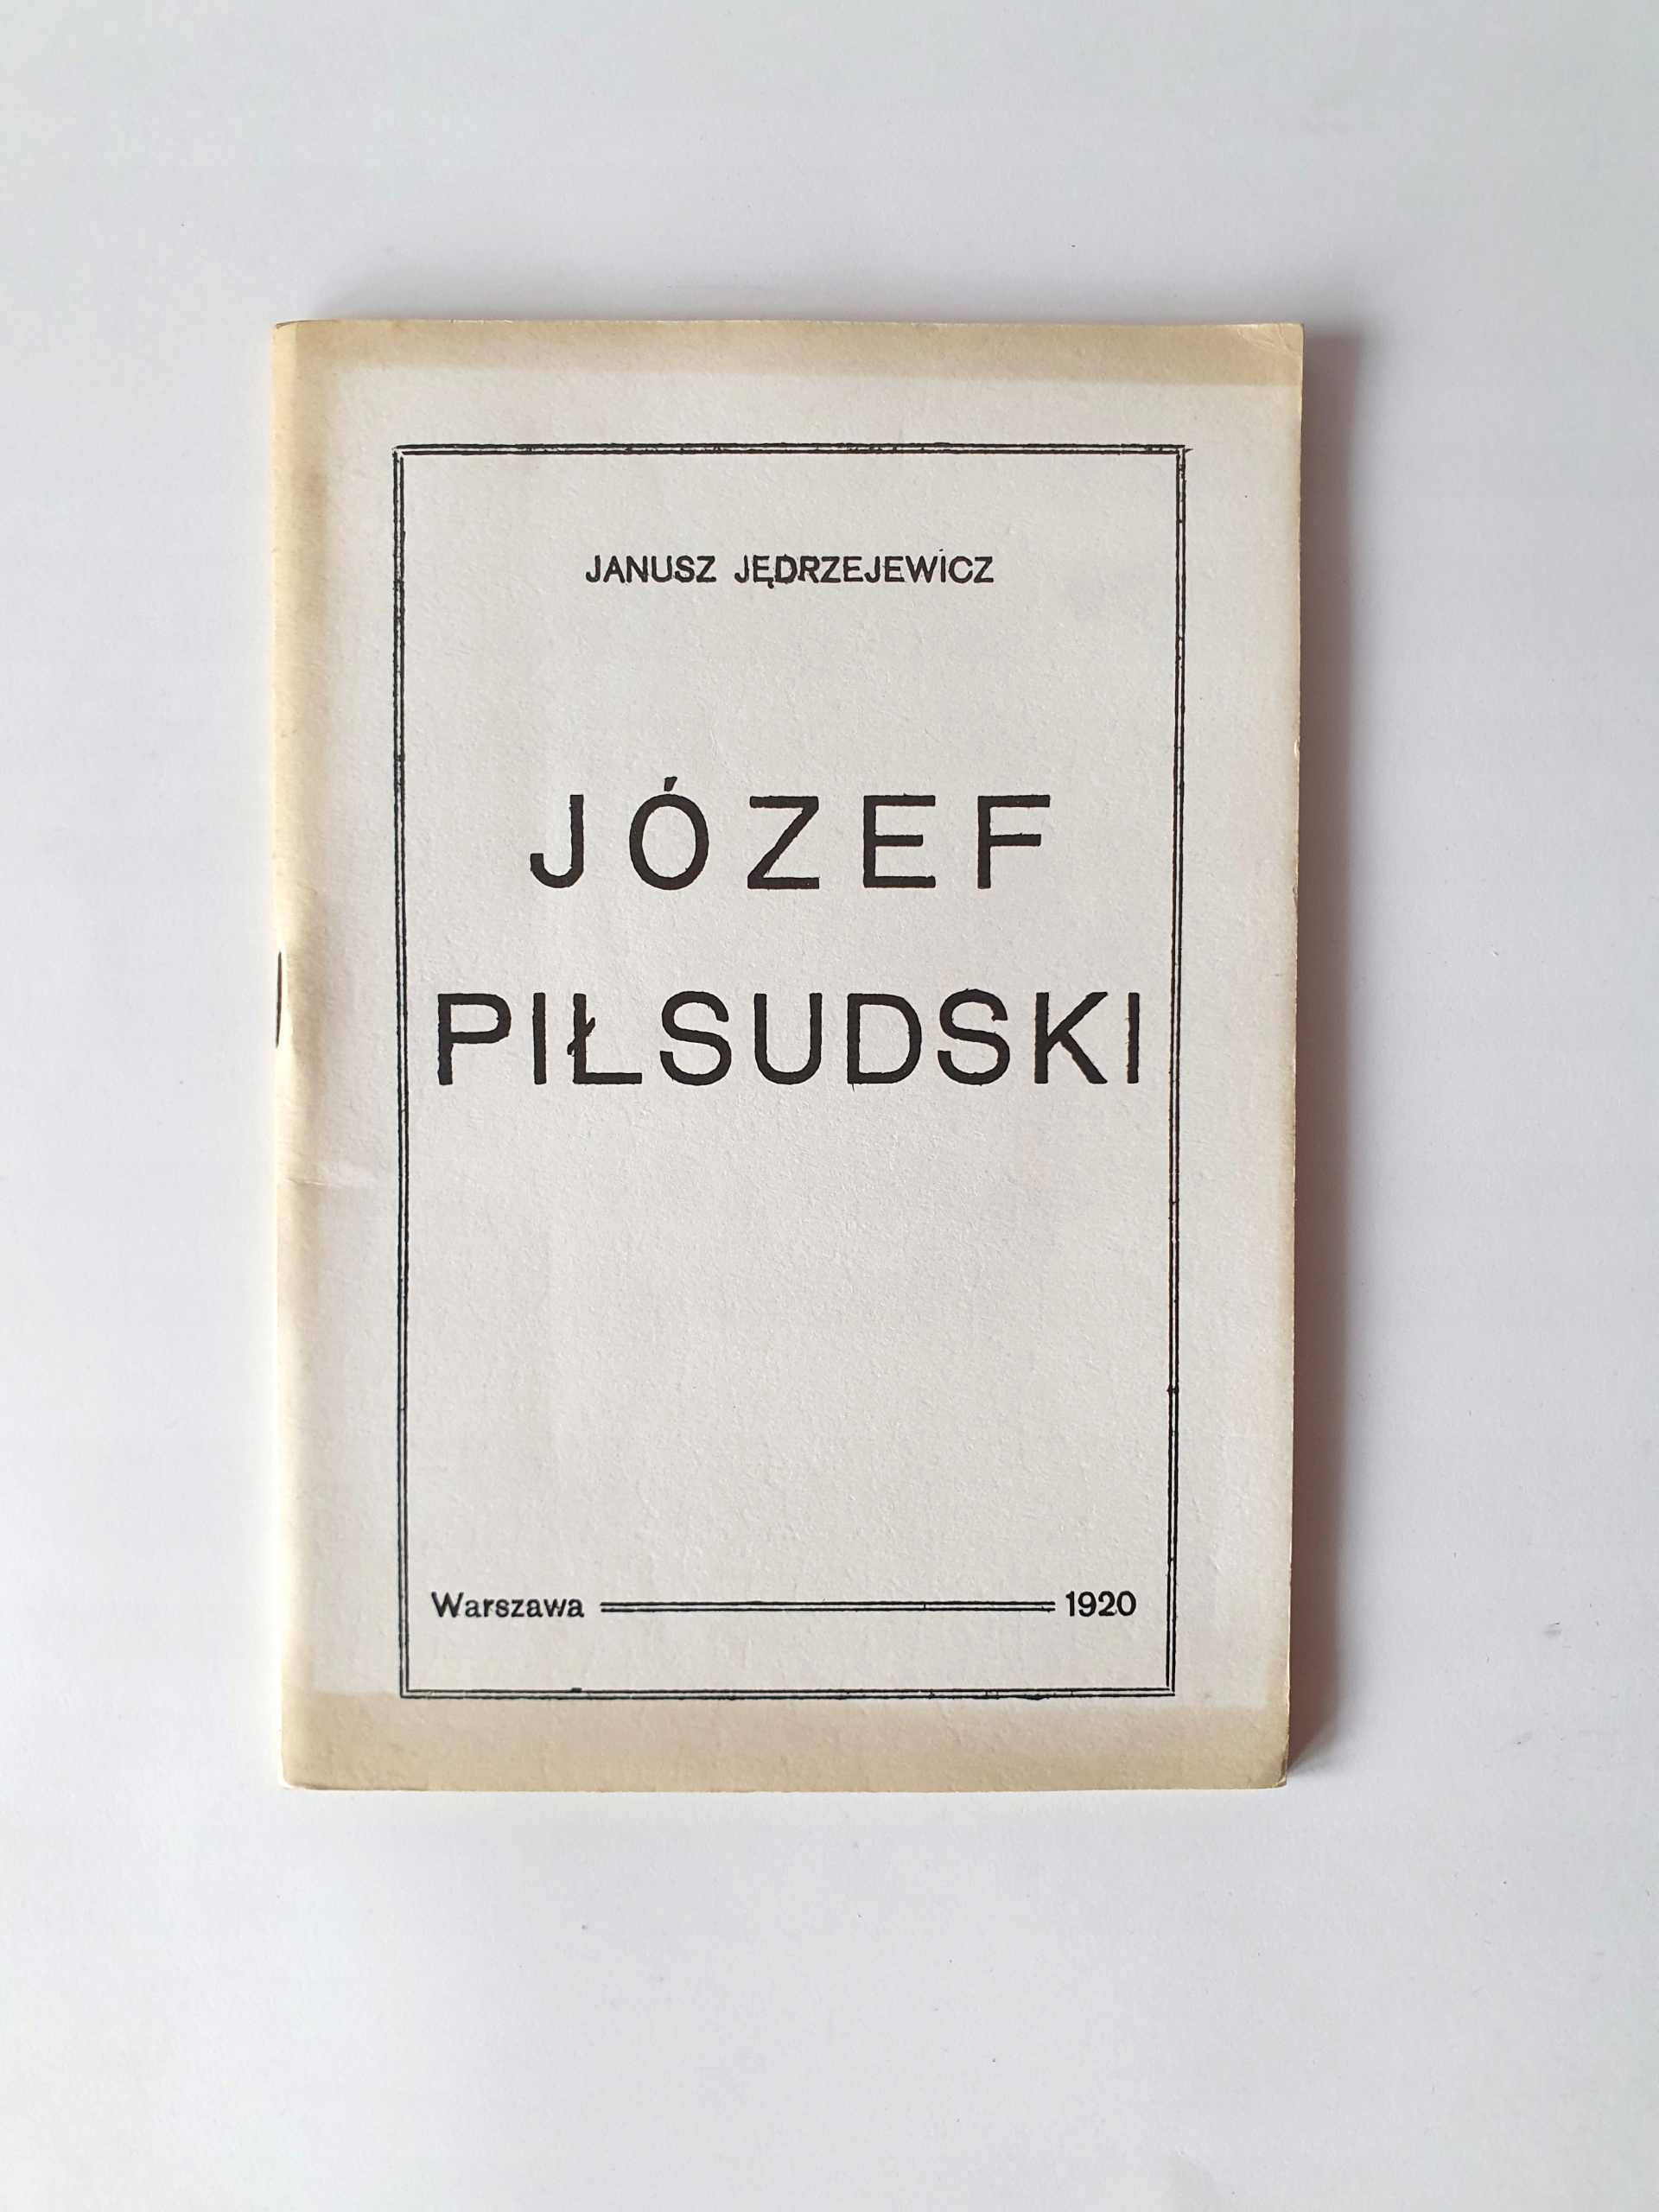 JANUSZ JĘDRZEJEWICZ
JÓZEF
PIŁSUDSKI
Warszawa 1920